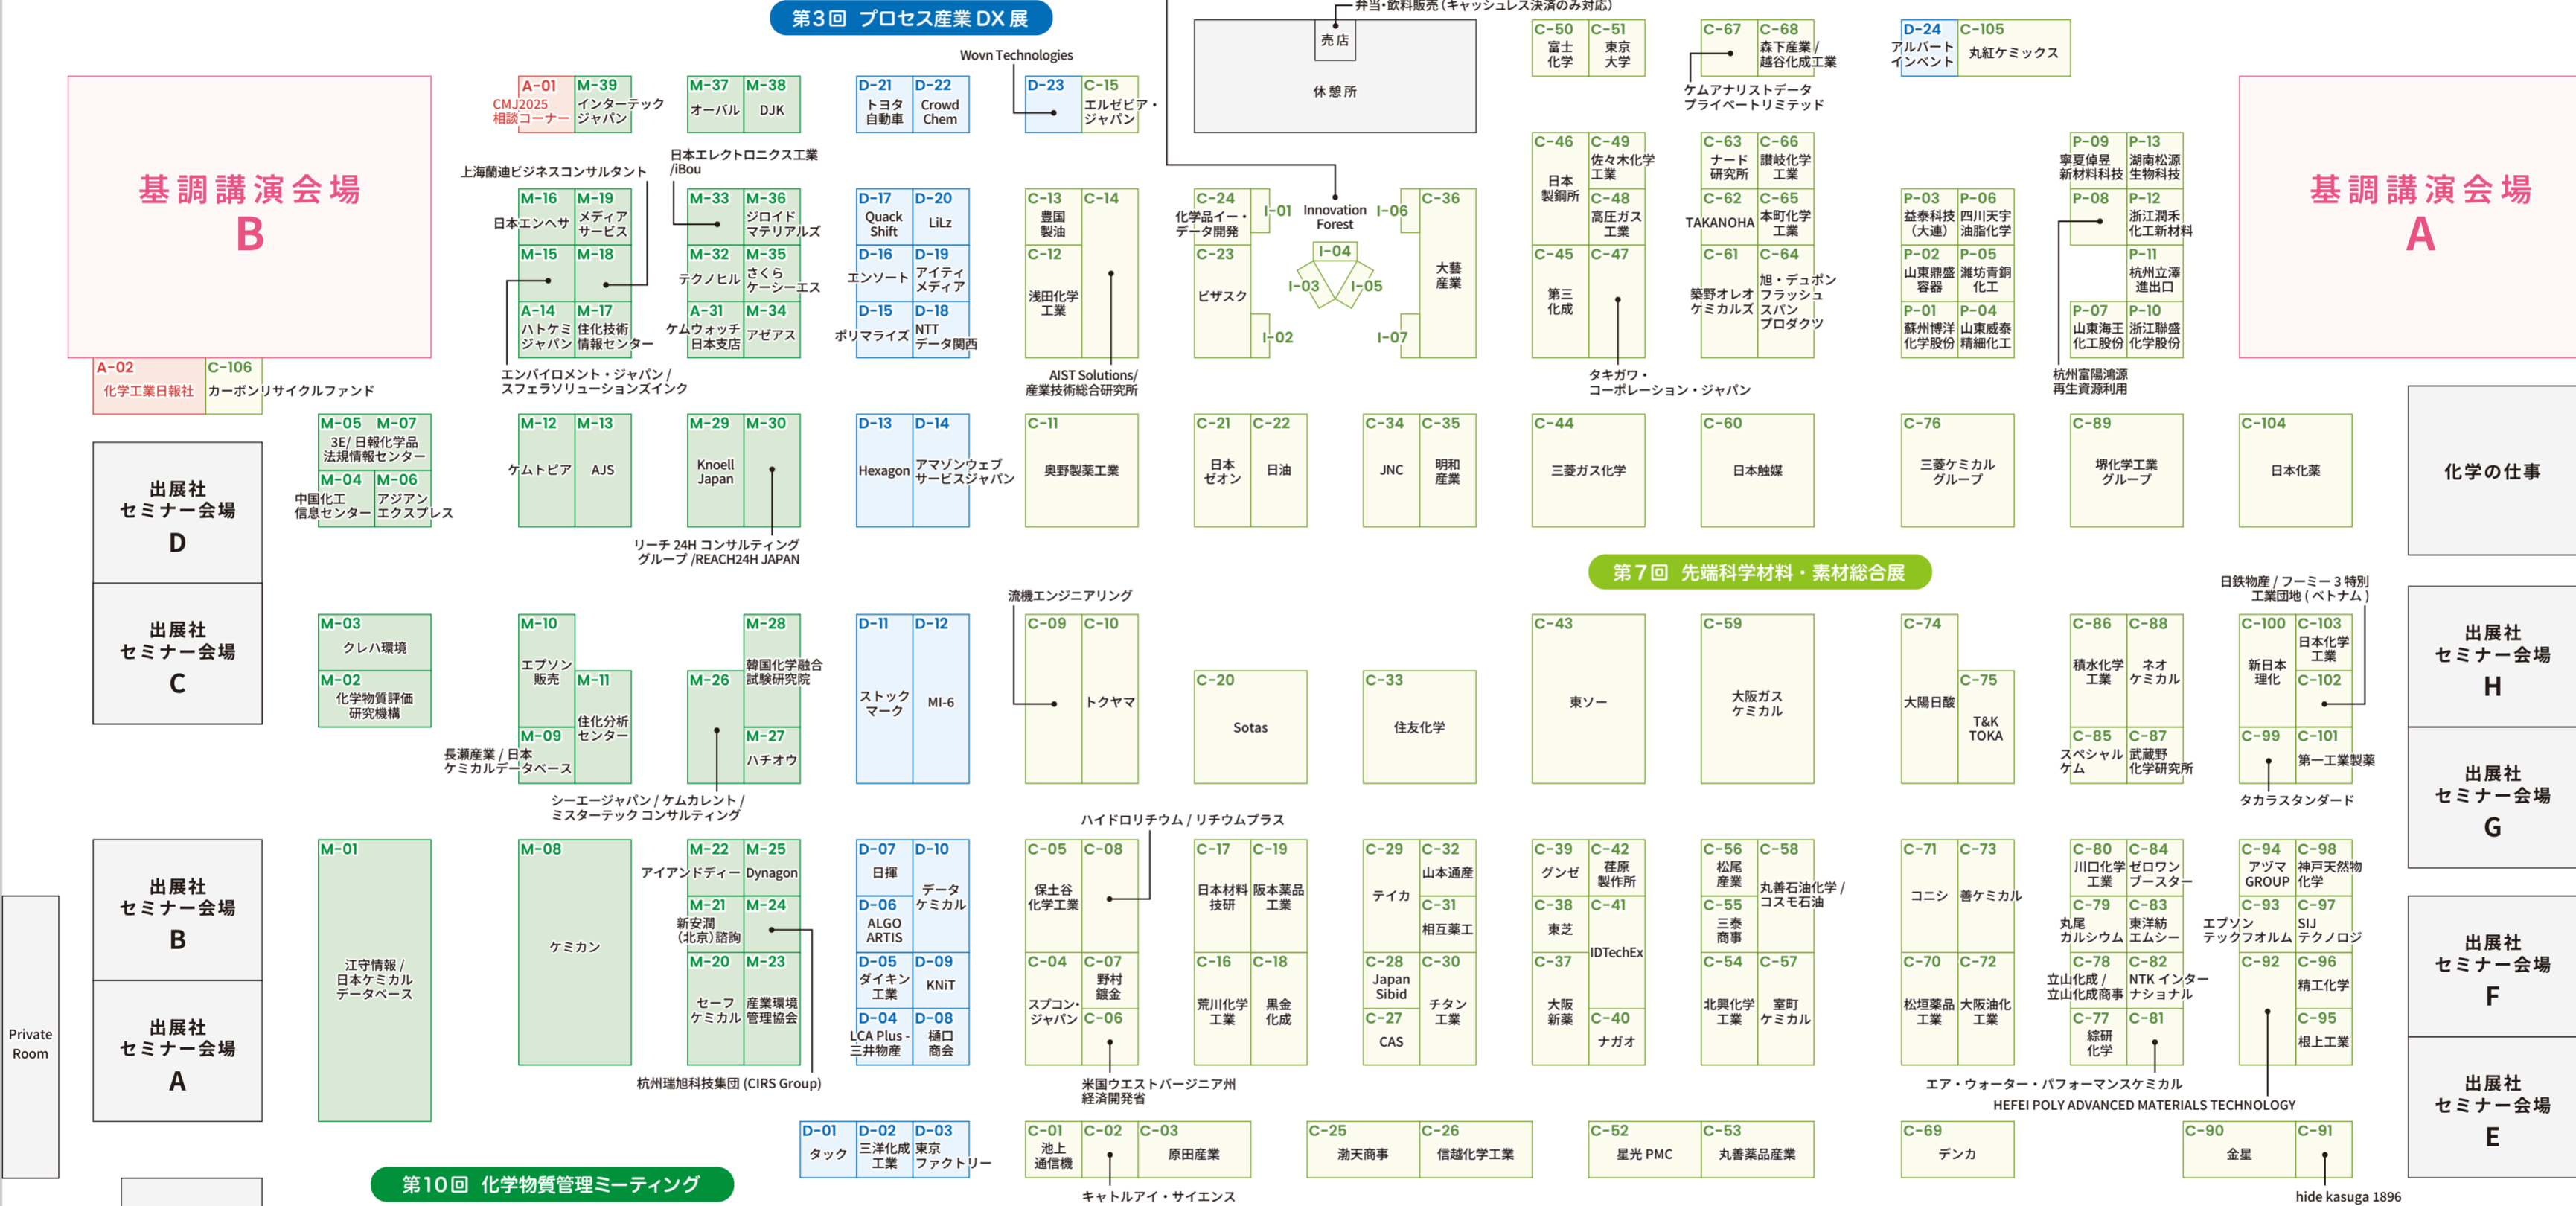 弁当・飲料販売（キャッシュレス決済のみ対応）
第3回 プロセス産業 DX 展
売店
休憩所
Wovn Technologies
C-50
富士
化学
C-51
東京
大学
C-67
C-68
森下産業 /
越谷化成工業
ケムアナリストデータ
プライベートリミテッド
D-24
アルバート
インベント
C-105
丸紅ケミックス
基調講演会場
B
A-01
CMJ2025
相談コーナー
M-39
インターテック
ジャパン
M-37
オーバル
M-38
DJK
D-21
トヨタ
自動車
D-22
Crowd
Chem
D-23
C-15
エルゼビア・
ジャパン
基調講演会場
A
上海蘭迪ビジネスコンサルタント
日本エレクトロニクス工業
/iBou
M-16
日本エンヘサ
M-19
メディア
サービス
M-15
M-18
A-14
ハトケミ
ジャパン
M-17
住化技術
情報センター
エンバイロメント・ジャパン /
スフェラソリューションズインク
M-33
M-36
ジロイド
マテリアルズ
M-32
テクノヒル
M-35
さくら
ケーシーエス
A-31
ケムウォッチ
日本支店
M-34
アゼアス
D-17
Quack
Shift
D-20
LiLz
D-16
エンソート
D-19
アイティ
メディア
D-15
ポリマライズ
D-18
NTT
データ関西
C-13
豊国
製油
C-14
C-12
浅田化学
工業
AIST Solutions/
産業技術総合研究所
C-24
化学品イー・
データ開発
C-23
ビザスク
I-01
Innovation
Forest
I-06
I-04
I-03
I-05
I-02
I-07
C-36
大藝
産業
C-46
日本
製鋼所
C-49
佐々木化学
工業
C-48
高圧ガス
工業
C-45
第三
化成
C-47
タキガワ・
コーポレーション・ジャパン
C-63
ナード
研究所
C-66
讃岐化学
工業
C-62
TAKANOHA
C-65
本町化学
工業
C-61
築野オレオ
ケミカルズ
C-64
旭・デュポン
フラッシュ
スパン
プロダクツ
P-03
益泰科技
（大連）
P-06
四川天宇
油脂化学
P-02
山東鼎盛
容器
P-05
濰坊青銅
化工
P-01
蘇州博洋
化学股份
P-04
山東威泰
精細化工
P-09
寧夏倬昱
新材料科技
P-13
湖南松源
生物科技
P-08
P-12
浙江潤禾
化工新材料
P-11
杭州立澤
進出口
P-07
山東海王
化工股份
P-10
浙江聯盛
化学股份
杭州富陽鴻源
再生資源利用
A-02
化学工業日報社
C-106
カーボンリサイクルファンド
M-05 M-07
3E/ 日報化学品
法規情報センター
M-04
中国化工
信息センター
M-06
アジアン
エクスプレス
M-12
ケムトピア
M-13
AJS
M-29
Knoell
Japan
M-30
リーチ 24H コンサルティング
グループ /REACH24H JAPAN
D-13
Hexagon
D-14
アマゾンウェブ
サービスジャパン
C-11
奥野製薬工業
C-21
日本
ゼオン
C-22
日油
C-34
JNC
C-35
明和
産業
C-44
三菱ガス化学
C-60
日本触媒
C-76
三菱ケミカル
グループ
C-89
堺化学工業
グループ
C-104
日本化薬
化学の仕事
出展社
セミナー会場
D
出展社
セミナー会場
C
第7回 先端科学材料・素材総合展
M-03
クレハ環境
M-02
化学物質評価
研究機構
M-10
エプソン
販売
M-11
住化分析
センター
M-09
長瀬産業 / 日本
ケミカルデータベース
M-28
韓国化学融合
試験研究院
M-26
M-27
ハチオウ
シーエージャパン / ケムカレント /
ミスターテック コンサルティング
D-11
ストック
マーク
D-12
MI-6
流機エンジニアリング
C-09
C-10
トクヤマ
C-20
Sotas
C-33
住友化学
C-43
東ソー
C-59
大阪ガス
ケミカル
C-74
大陽日酸
C-75
T&K
TOKA
C-86
積水化学
工業
C-88
ネオ
ケミカル
C-85
スペシャル
ケム
C-87
武蔵野
化学研究所
日鉄物産 / フーミー 3 特別
工業団地 ( ベトナム )
C-100
新日本
理化
C-103
日本化学
工業
C-102
C-99
C-101
第一工業製薬
タカラスタンダード
出展社
セミナー会場
H
出展社
セミナー会場
G
出展社
セミナー会場
B
出展社
セミナー会場
A
Private
Room
M-01
江守情報 /
日本ケミカル
データベース
M-08
ケミカン
M-22
アイアンドディー
M-25
Dynagon
M-21
新安潤
（北京）諮詢
M-24
M-20
セーフ
ケミカル
M-23
産業環境
管理協会
杭州瑞旭科技集団 (CIRS Group)
D-07
日揮
D-10
データ
ケミカル
D-06
ALGO
ARTIS
D-05
ダイキン
工業
D-09
KNiT
D-04
LCA Plus -
三井物産
D-08
樋口
商会
ハイドロリチウム / リチウムプラス
C-05
保土谷
化学工業
C-08
C-04
スプコン・
ジャパン
C-07
野村
鍍金
C-06
米国ウエストバージニア州
経済開発省
C-17
日本材料
技研
C-19
阪本薬品
工業
C-16
荒川化学
工業
C-18
黒金
化成
C-29
テイカ
C-32
山本通産
C-31
相互薬工
C-28
Japan
Sibid
C-30
チタン
工業
C-27
CAS
C-39
グンゼ
C-42
荏原
製作所
C-38
東芝
C-41
IDTechEx
C-37
大阪
新薬
C-40
ナガオ
C-56
松尾
産業
C-58
丸善石油化学 /
コスモ石油
C-55
三泰
商事
C-54
北興化学
工業
C-57
室町
ケミカル
C-71
コニシ
C-73
善ケミカル
C-70
松垣薬品
工業
C-72
大阪油化
工業
C-80
川口化学
工業
C-84
ゼロワン
ブースター
C-79
丸尾
カルシウム
C-83
東洋紡
エムシー
C-78
立山化成 /
立山化成商事
C-82
NTK インター
ナショナル
C-77
綜研
化学
C-81
エア・ウォーター・パフォーマンスケミカル
C-94
アヅマ
GROUP
C-98
神戸天然物
化学
C-93
エプソン
テックフオルム
C-97
SIJ
テクノロジ
C-92
C-96
精工化学
C-95
根上工業
HEFEI POLY ADVANCED MATERIALS TECHNOLOGY
出展社
セミナー会場
F
出展社
セミナー会場
E
D-01
タック
D-02
三洋化成
工業
D-03
東京
ファクトリー
C-01
池上
通信機
C-02
C-03
原田産業
キャトルアイ・サイエンス
C-25
渤天商事
C-26
信越化学工業
C-52
星光 PMC
C-53
丸善薬品産業
C-69
デンカ
C-90
金星
C-91
hide kasuga 1896
第10回 化学物質管理ミーティング